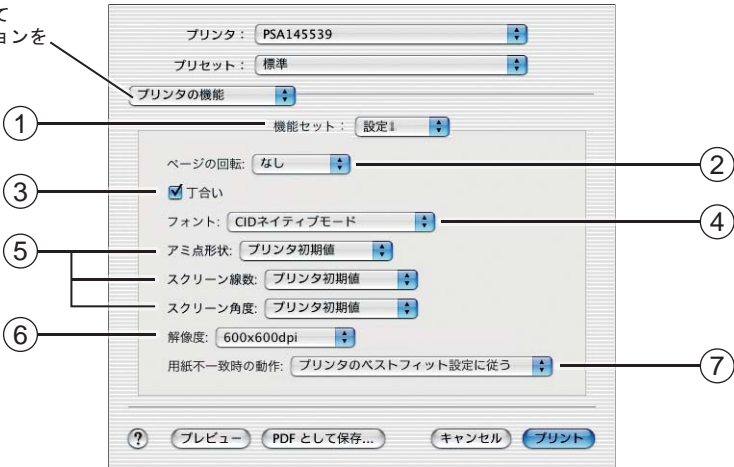 て
ョンを
プリンタ： PSA145539
プリセット： 標準
プリンタの機能
① 機能セット： 設定1
ページの回転: なし ②
③ 丁合い
フォント: CIDネイティブモード ④
⑤ アミ点形状: プリンタ初期値
スクリーン線数: プリンタ初期値
スクリーン角度: プリンタ初期値
⑥ 解像度: 600x600dpi
用紙不一致時の動作: プリンタのベストフィット設定に従う ⑦
? プレビュー PDF として保存... キャンセル プリント